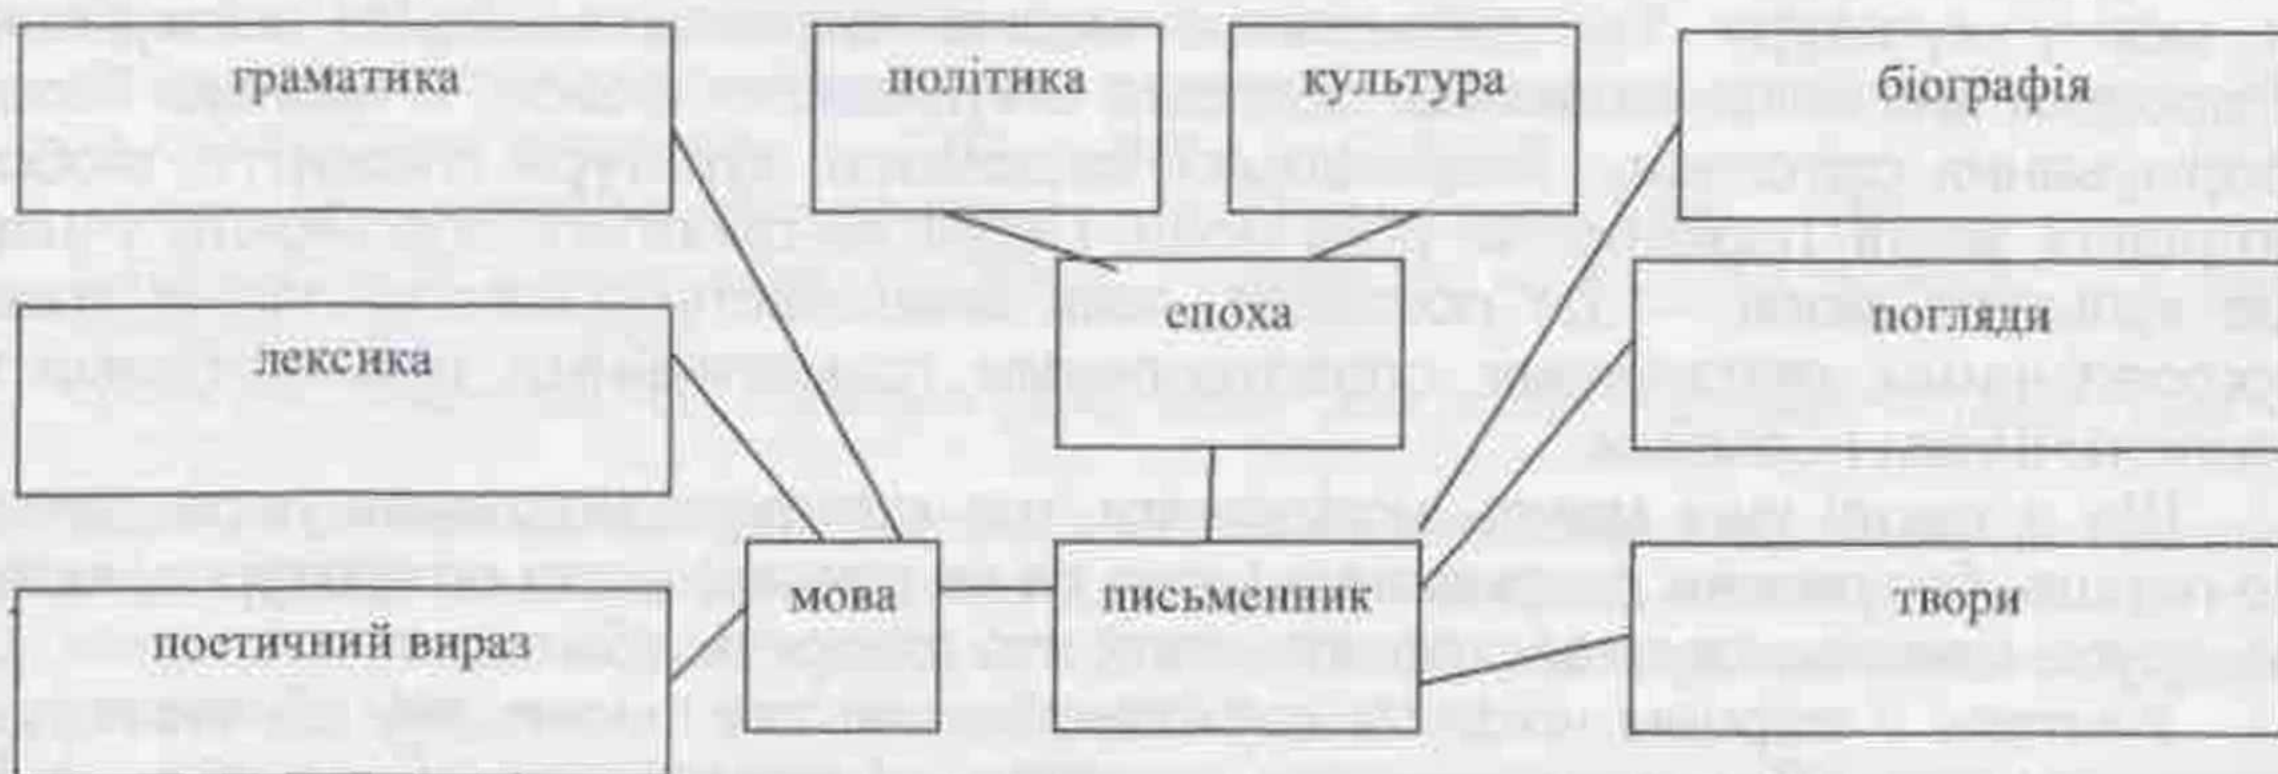 граматика
політика
культура
біографія
лексика
епоха
погляди
поетичний вираз
мова
письменник
твори